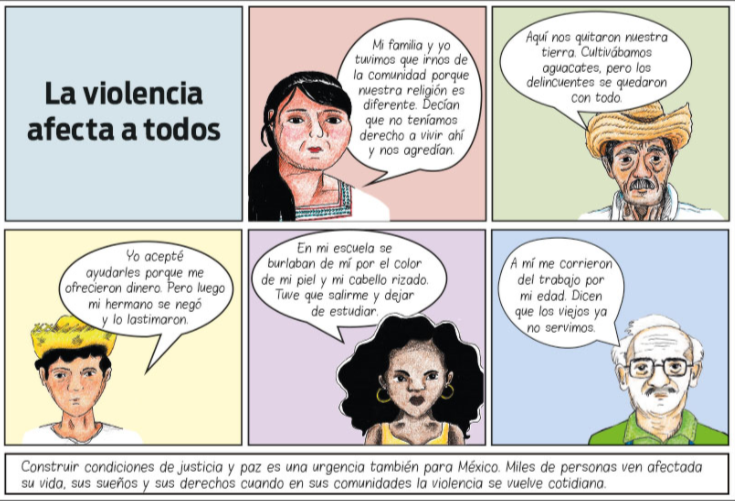 La violencia
afecta a todos
Mi familia y yo
tuvimos que irnos de
la comunidad porque
nuestra religión es
diferente. Decían
que no teníamos
derecho a vivir ahí
y nos agredían.
Aquí nos quitaron nuestra
tierra. Cultivábamos
aguacates, pero los
delincuentes se quedaron
con todo.
Yo acepté
ayudarles porque me
ofrecieron dinero. Pero luego
mi hermano se negó
y lo lastimaron.
En mi escuela se
burlaban de mí por el color
de mi piel y mi cabello rizado.
Tuve que salirme y dejar
de estudiar.
A mí me corrieron
del trabajo por
mi edad. Dicen
que los viejos ya
no servimos.
Construir condiciones de justicia y paz es una urgencia también para México. Miles de personas ven afectada
su vida, sus sueños y sus derechos cuando en sus comunidades la violencia se vuelve cotidiana.